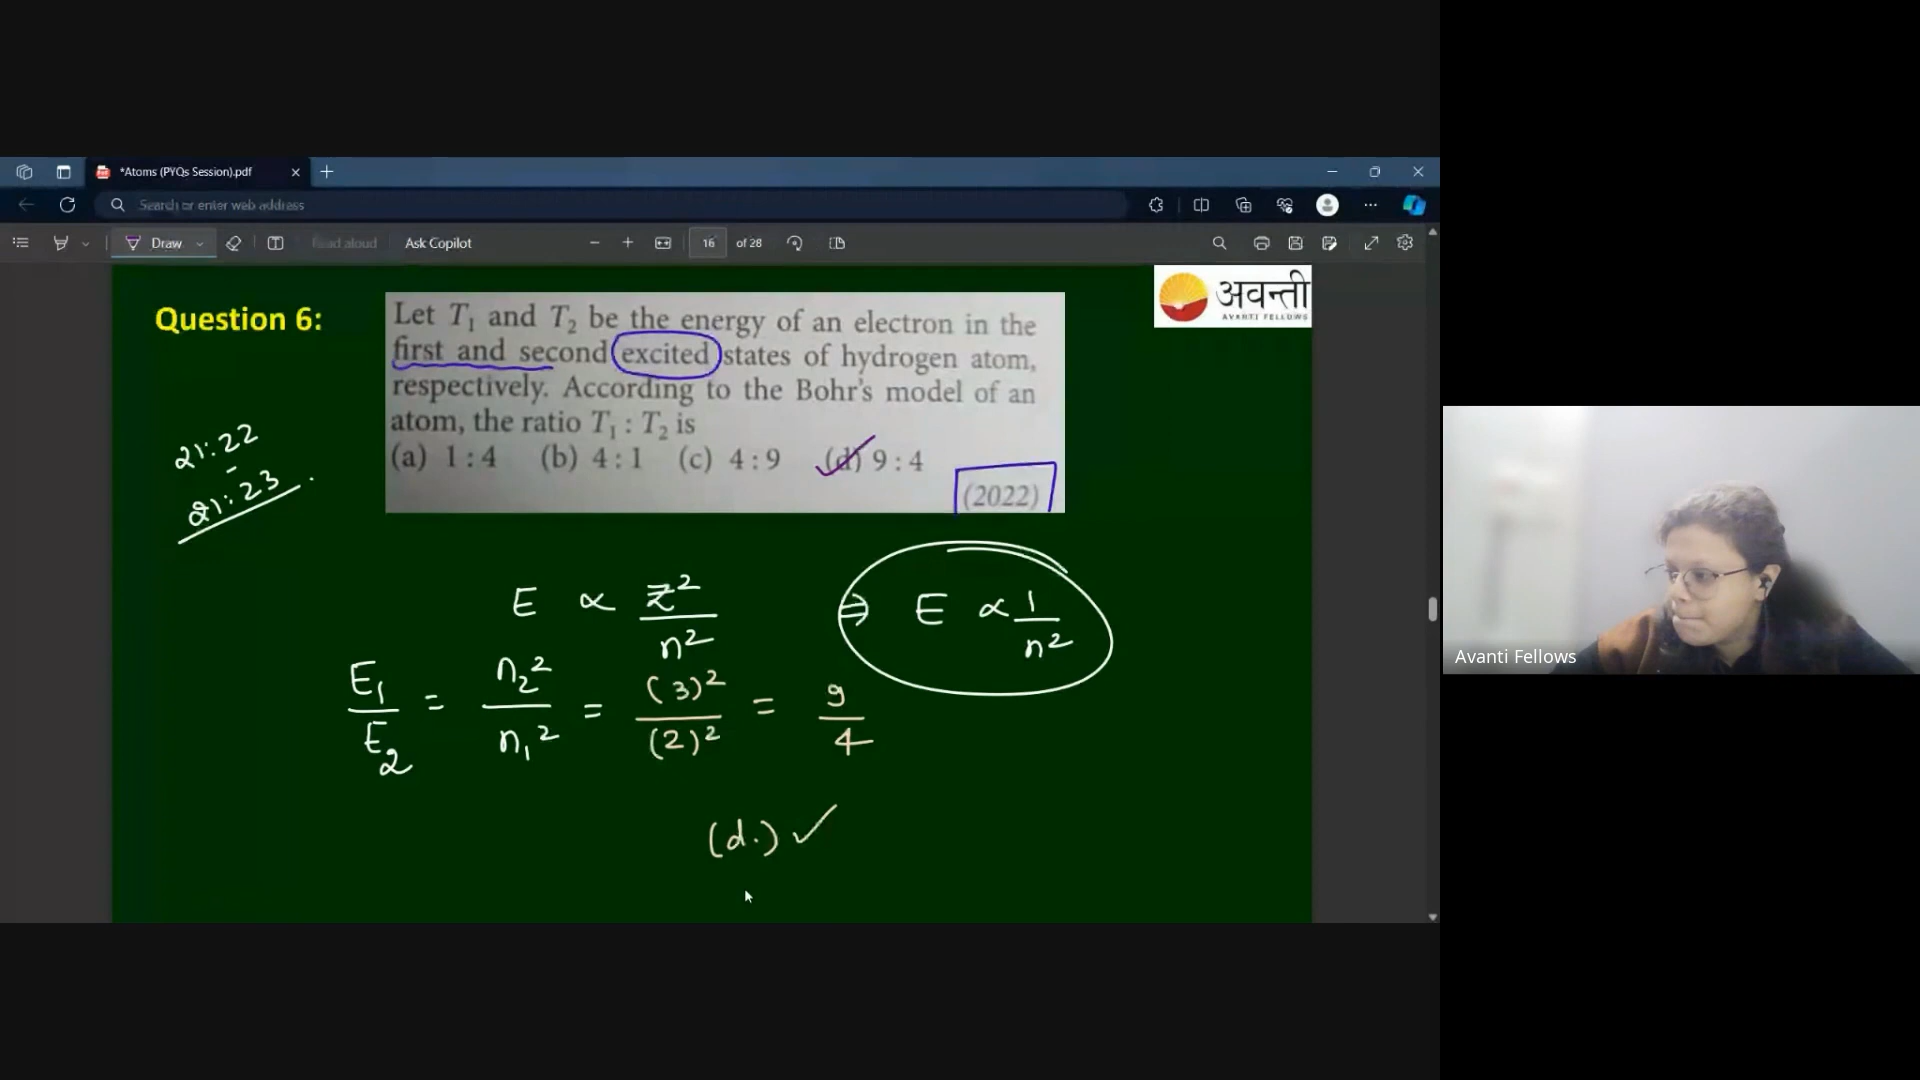 *Atoms (PYQs Session).pdf
Search or enter web address
Draw
Read aloud
Ask Copilot
16 of 28
Question 6:
Let T₁ and T₂ be the energy of an electron in the
first and second excited states of hydrogen atom,
respectively. According to the Bohr's model of an
atom, the ratio T₁ : T₂ is
(a) 1 : 4 (b) 4 : 1 (c) 4 : 9 (d) 9 : 4
(2022)
अवन्ती
AVANTI FELLOWS
21:22
-
21:23
E ∝ z²/n² ⇒ E ∝ 1/n²
E₁/E₂ = n₂²/n₁² = (3)²/(2)² = 9/4
(d.) ✓
Avanti Fellows